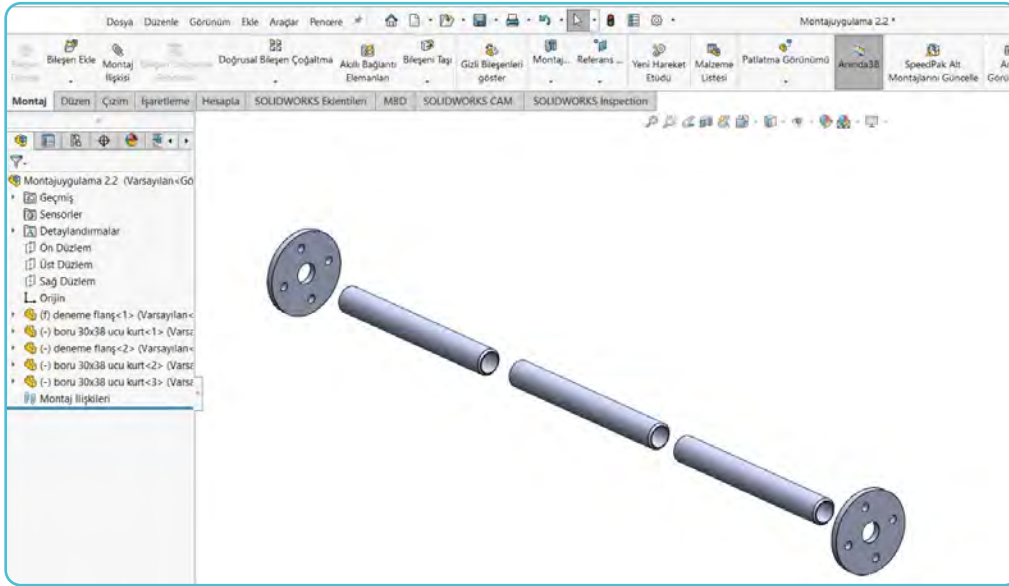 Dosya Düzenle Görünüm Ekle Araçlar Pencere
Montajuygulama 2.2 *
Bileşen Ekle
Montaj İlişkisi
Doğrusal Bileşen Çoğaltma
Akıllı Bağlantı Elemanları
Bileşeni Taşı
Gizli Bileşenleri göster
Montaj...
Referans ...
Yeni Hareket Etüdü
Malzeme Listesi
Patlatma Görünümü
Anında3B
SpeedPak Alt Montajlarını Güncelle
Montaj Düzen Çizim İşaretleme Hesapla SOLIDWORKS Eklentileri MBD SOLIDWORKS CAM SOLIDWORKS Inspection
Montajuygulama 2.2 (Varsayılan<Gö
Geçmiş
Sensörler
Detaylandırmalar
Ön Düzlem
Üst Düzlem
Sağ Düzlem
Orijin
(f) deneme flanş<1> (Varsayılan<
(-) boru 30x38 ucu kurt<1> (Varsa
(-) deneme flanş<2> (Varsayılan<
(-) boru 30x38 ucu kurt<2> (Varsa
(-) boru 30x38 ucu kurt<3> (Varsa
Montaj İlişkileri